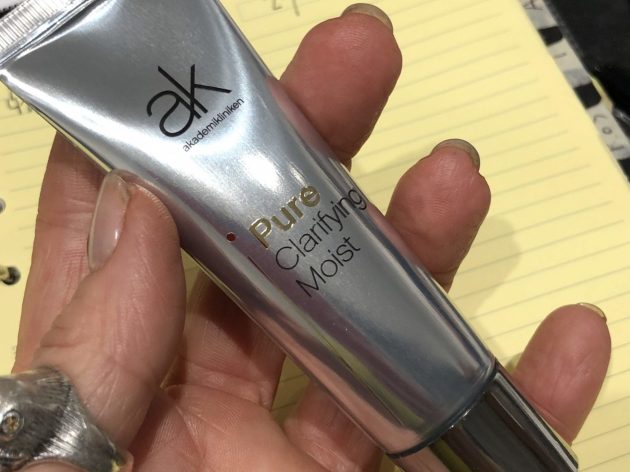 ak
akademikliniken
Pure
Clarifying
Moist